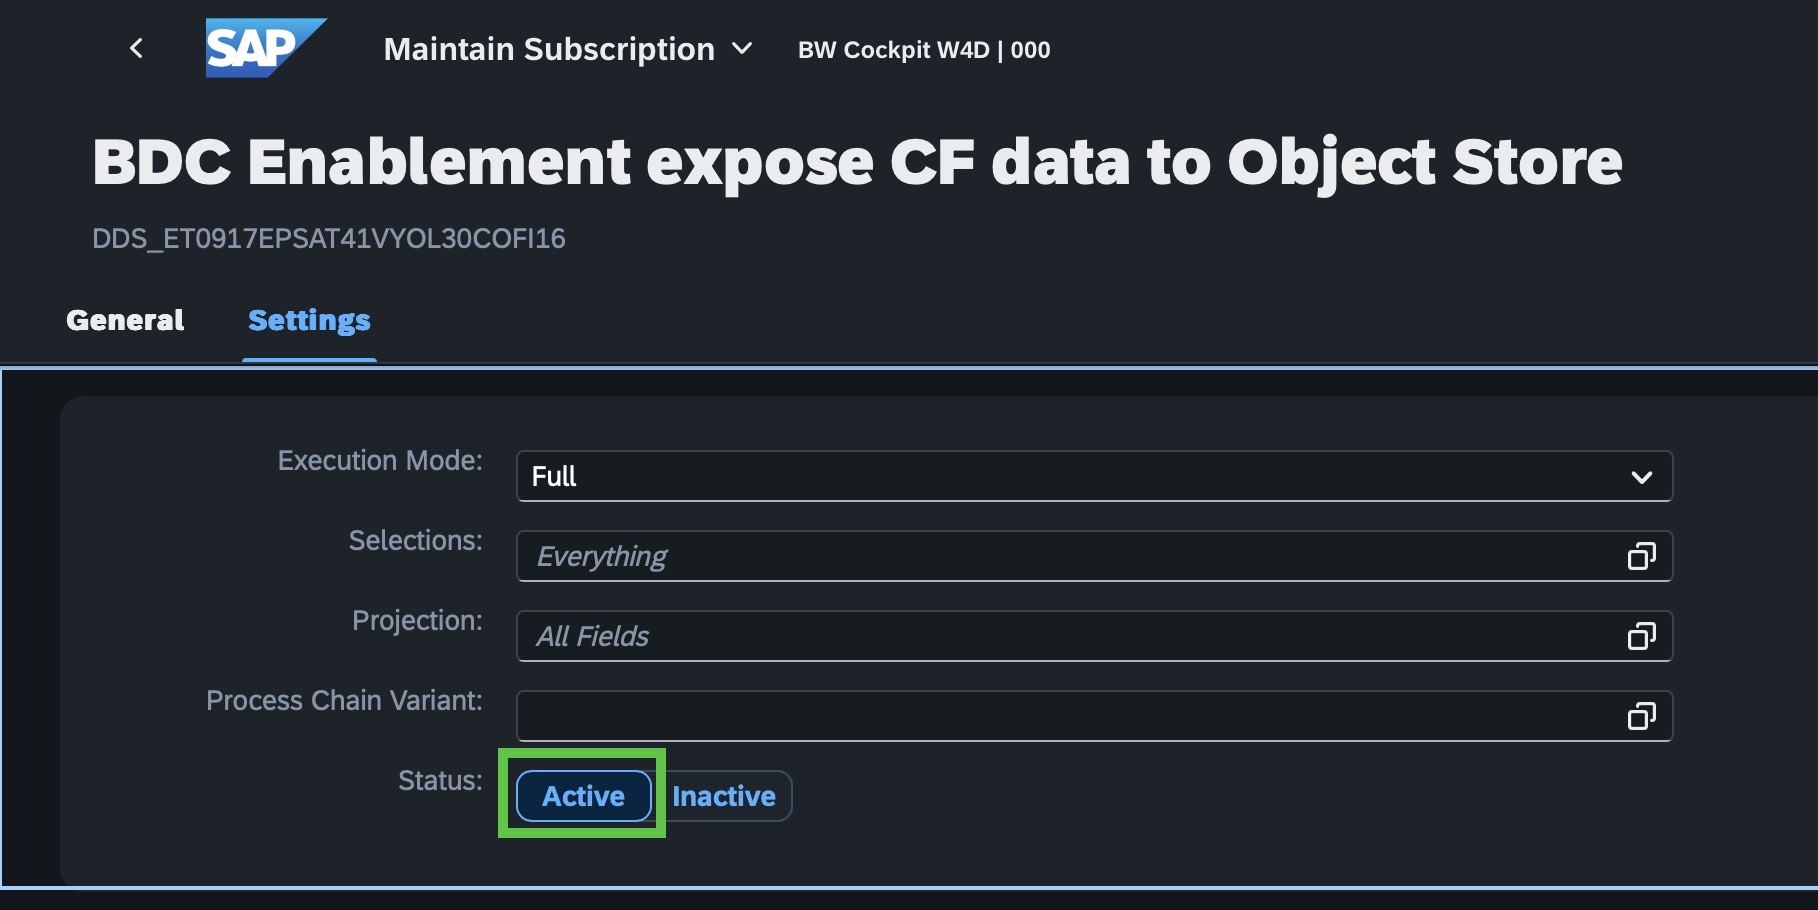 SAP Maintain Subscription BW Cockpit W4D | 000
BDC Enablement expose CF data to Object Store
DDS_ET0917EPSAT41VYOL30COFI16
General Settings
Execution Mode: Full
Selections: Everything
Projection: All Fields
Process Chain Variant:
Status: Active Inactive